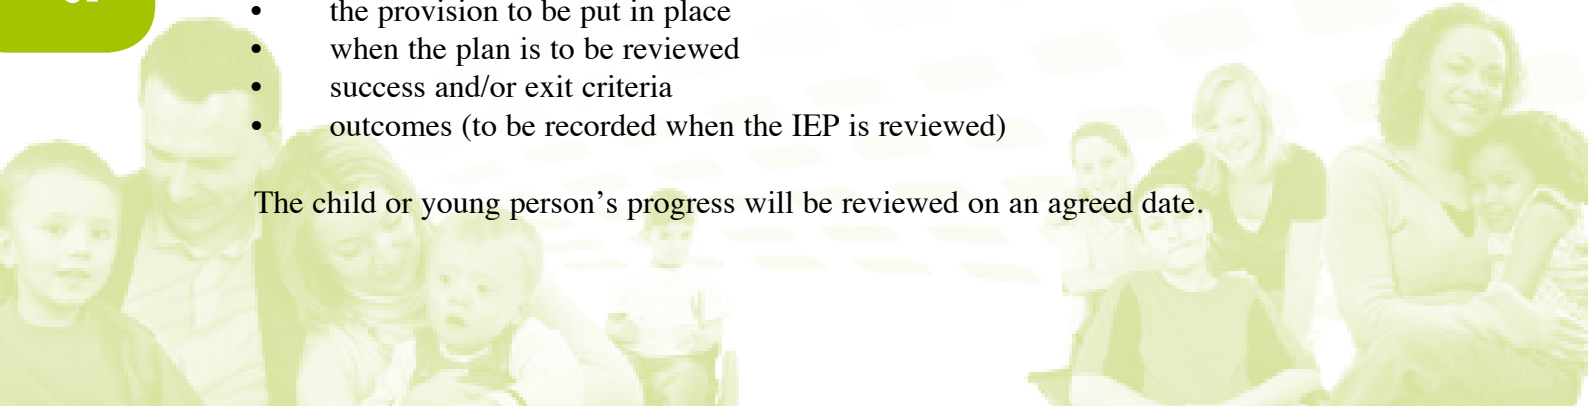 • the provision to be put in place
• when the plan is to be reviewed
• success and/or exit criteria
• outcomes (to be recorded when the IEP is reviewed)
The child or young person’s progress will be reviewed on an agreed date.